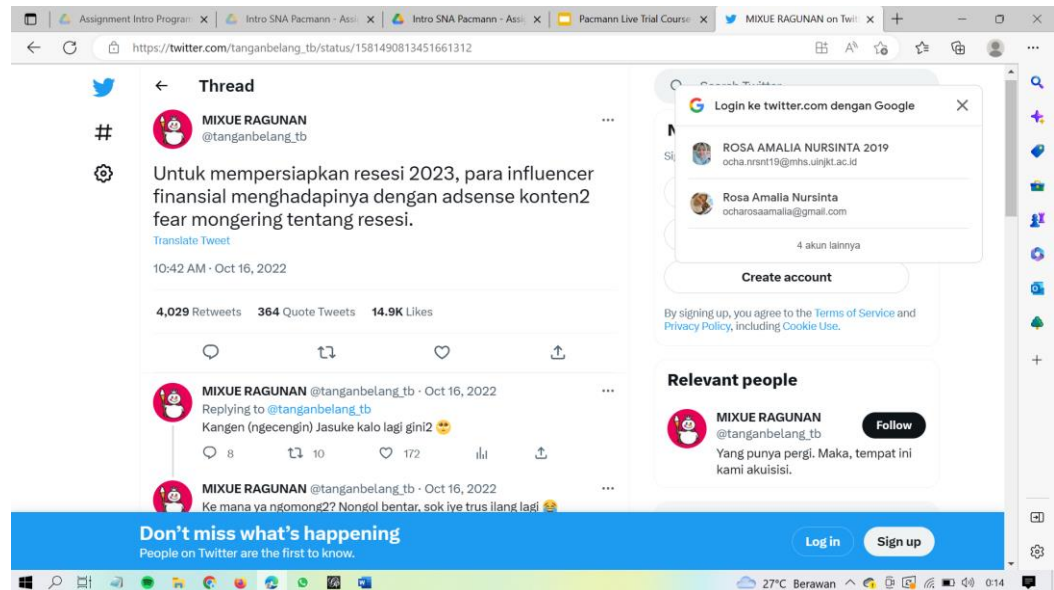 Assignment Intro Program
Intro SNA Pacmann - Assi
Intro SNA Pacmann - Assi
Pacmann Live Trial Course
MIXUE RAGUNAN on Twit
https://twitter.com/tanganbelang_tb/status/1581490813451661312
Thread
MIXUE RAGUNAN
@tanganbelang_tb
Untuk mempersiapkan resesi 2023, para influencer
finansial menghadapinya dengan adsense konten2
fear mongering tentang resesi.
Translate Tweet
10:42 AM · Oct 16, 2022
4,029 Retweets 364 Quote Tweets 14.9K Likes
MIXUE RAGUNAN @tanganbelang_tb · Oct 16, 2022
Replying to @tanganbelang_tb
Kangen (ngecengin) Jasuke kalo lagi gini2 🥺
8 10 172
MIXUE RAGUNAN @tanganbelang_tb · Oct 16, 2022
Ke mana ya ngomong2? Nongol bentar, sok iye trus ilang lagi 😂
Login ke twitter.com dengan Google
ROSA AMALIA NURSINTA 2019
ocha.nrsnt19@mhs.uinjkt.ac.id
Rosa Amalia Nursinta
ocharosaamalia@gmail.com
4 akun lainnya
Create account
By signing up, you agree to the Terms of Service and
Privacy Policy, including Cookie Use.
Relevant people
MIXUE RAGUNAN
@tanganbelang_tb
Follow
Yang punya pergi. Maka, tempat ini
kami akuisisi.
Don't miss what's happening
People on Twitter are the first to know.
Log in
Sign up
27°C Berawan
0:14